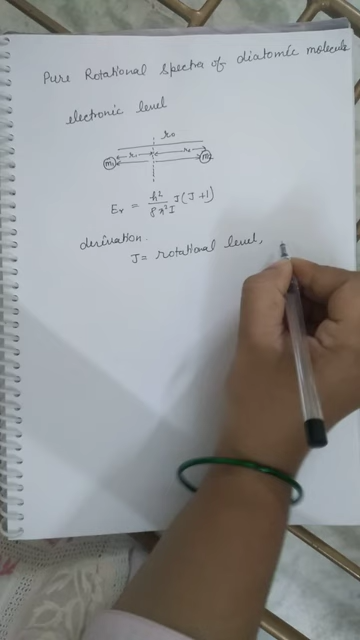 Pure Rotational Spectra of diatomic molecule
electronic level
r₀
m₁ r₁ r₂ m₂
Eᵣ = h²/8π²I J(J+1)
derivation.
J = rotational level,